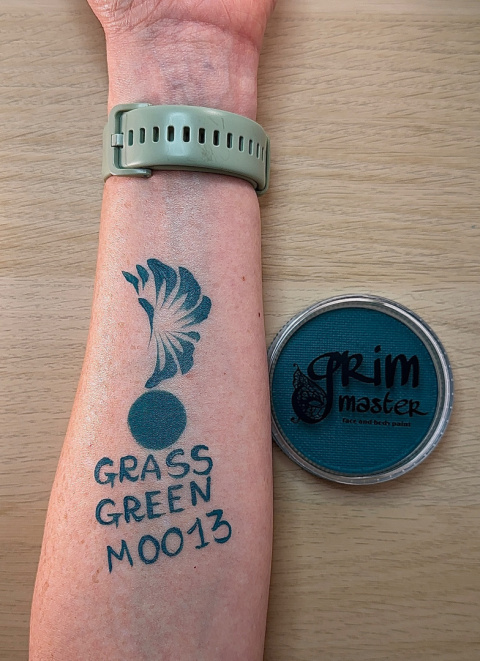 GRASS
GREEN
M0013
grim
master
face and body paint